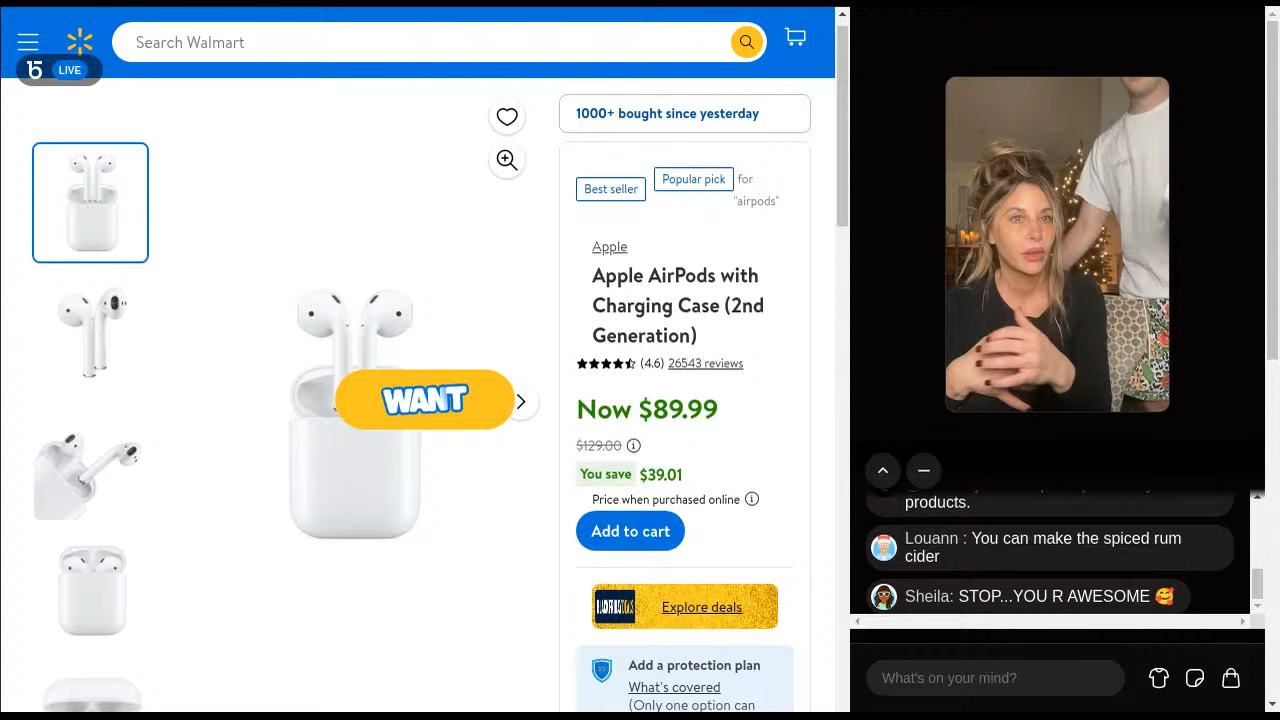 Search Walmart
LIVE
1000+ bought since yesterday
Best seller
Popular pick
for
"airpods"
Apple
Apple AirPods with
Charging Case (2nd
Generation)
(4.6) 26543 reviews
WANT
Now $89.99
$129.00
You save $39.01
Price when purchased online
Add to cart
Explore deals
Add a protection plan
What's covered
(Only one option can
products.
Louann : You can make the spiced rum
cider
Sheila: STOP...YOU R AWESOME 🥰
What's on your mind?